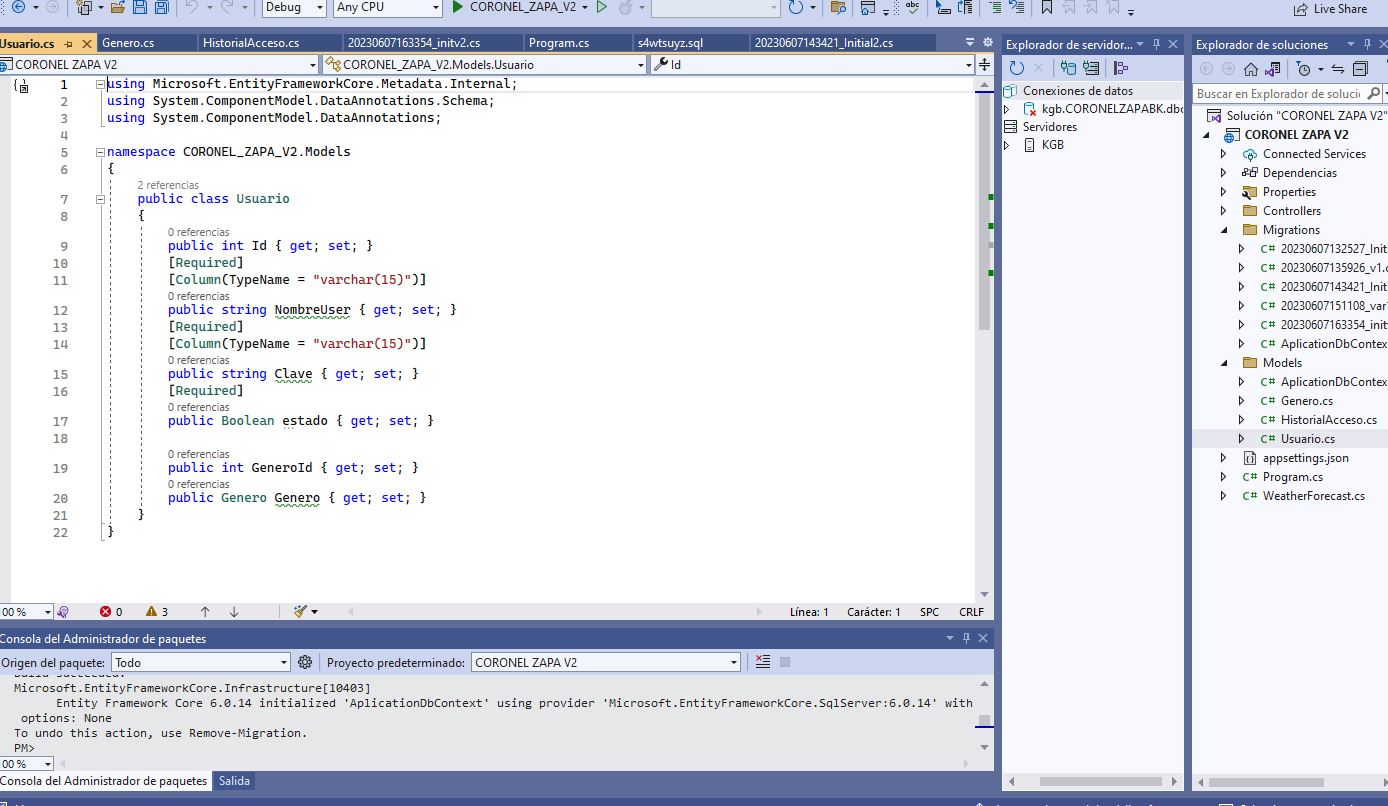 Debug
Any CPU
CORONEL_ZAPA_V2
Live Share
Usuario.cs
Genero.cs
HistorialAcceso.cs
20230607163354_initv2.cs
Program.cs
s4wtsuyz.sql
20230607143421_Initial2.cs
CORONEL ZAPA V2
CORONEL_ZAPA_V2.Models.Usuario
Id
1 using Microsoft.EntityFrameworkCore.Metadata.Internal;
2 using System.ComponentModel.DataAnnotations.Schema;
3 using System.ComponentModel.DataAnnotations;
4
5 namespace CORONEL_ZAPA_V2.Models
6 {
2 referencias
7 public class Usuario
8 {
0 referencias
9 public int Id { get; set; }
10 [Required]
11 [Column(TypeName = "varchar(15)")]
0 referencias
12 public string NombreUser { get; set; }
13 [Required]
14 [Column(TypeName = "varchar(15)")]
0 referencias
15 public string Clave { get; set; }
16 [Required]
0 referencias
17 public Boolean estado { get; set; }
18
0 referencias
19 public int GeneroId { get; set; }
0 referencias
20 public Genero Genero { get; set; }
21 }
22 }
00 %
0
3
Línea: 1
Carácter: 1
SPC
CRLF
Consola del Administrador de paquetes
Origen del paquete: Todo
Proyecto predeterminado: CORONEL ZAPA V2
Build succeeded.
Microsoft.EntityFrameworkCore.Infrastructure[10403]
Entity Framework Core 6.0.14 initialized 'AplicationDbContext' using provider 'Microsoft.EntityFrameworkCore.SqlServer:6.0.14' with
options: None
To undo this action, use Remove-Migration.
PM>
00 %
Consola del Administrador de paquetes
Salida
Explorador de servidor...
Conexiones de datos
kgb.CORONELZAPABK.dbo
Servidores
KGB
Explorador de soluciones
Buscar en Explorador de solucio
Solución "CORONEL ZAPA V2"
CORONEL ZAPA V2
Connected Services
Dependencias
Properties
Controllers
Migrations
C# 20230607132527_Init
C# 20230607135926_v1.c
C# 20230607143421_Init
C# 20230607151108_var
C# 20230607163354_init
C# AplicationDbContex
Models
C# AplicationDbContex
C# Genero.cs
C# HistorialAcceso.cs
C# Usuario.cs
appsettings.json
C# Program.cs
C# WeatherForecast.cs